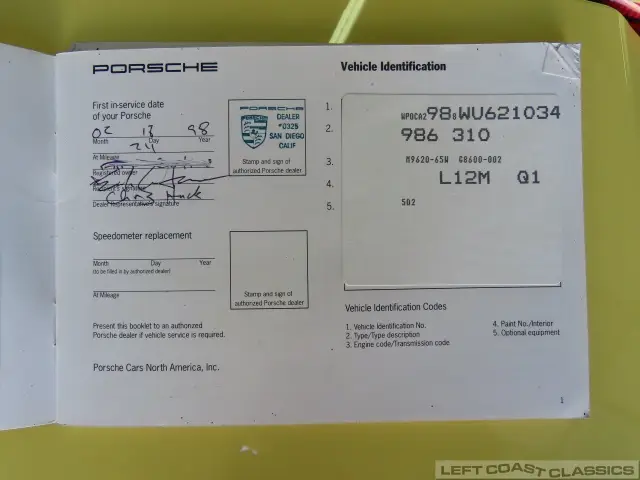 PORSCHE
First in-service date
of your Porsche
02 18 98
Month Day Year
24
At Mileage
Registered owner
Dealer Representative's signature
PORSCHE
DEALER
*0325
SAN DIEGO
CALIF
Stamp and sign of
authorized Porsche dealer
Speedometer replacement
Month Day Year
(to be filled in by authorized dealer)
At Mileage
Stamp and sign of
authorized Porsche dealer
Present this booklet to an authorized
Porsche dealer if vehicle service is required.
Porsche Cars North America, Inc.
Vehicle Identification
1. WP0CA2988WU621034
2. 986 310
3. M9620-65W G8600-002
4. L12M Q1
5. 502
Vehicle Identification Codes
1. Vehicle Identification No.
2. Type/Type description
3. Engine code/Transmission code
4. Paint No./Interior
5. Optional equipment
1
LEFT COAST CLASSICS